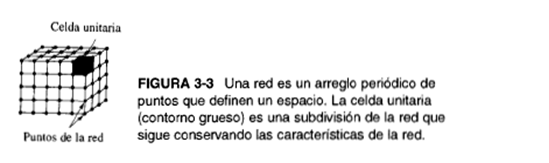 Celda unitaria
Puntos de la red
FIGURA 3-3 Una red es un arreglo periódico de
puntos que definen un espacio. La celda unitaria
(contorno grueso) es una subdivisión de la red que
sigue conservando las características de la red.